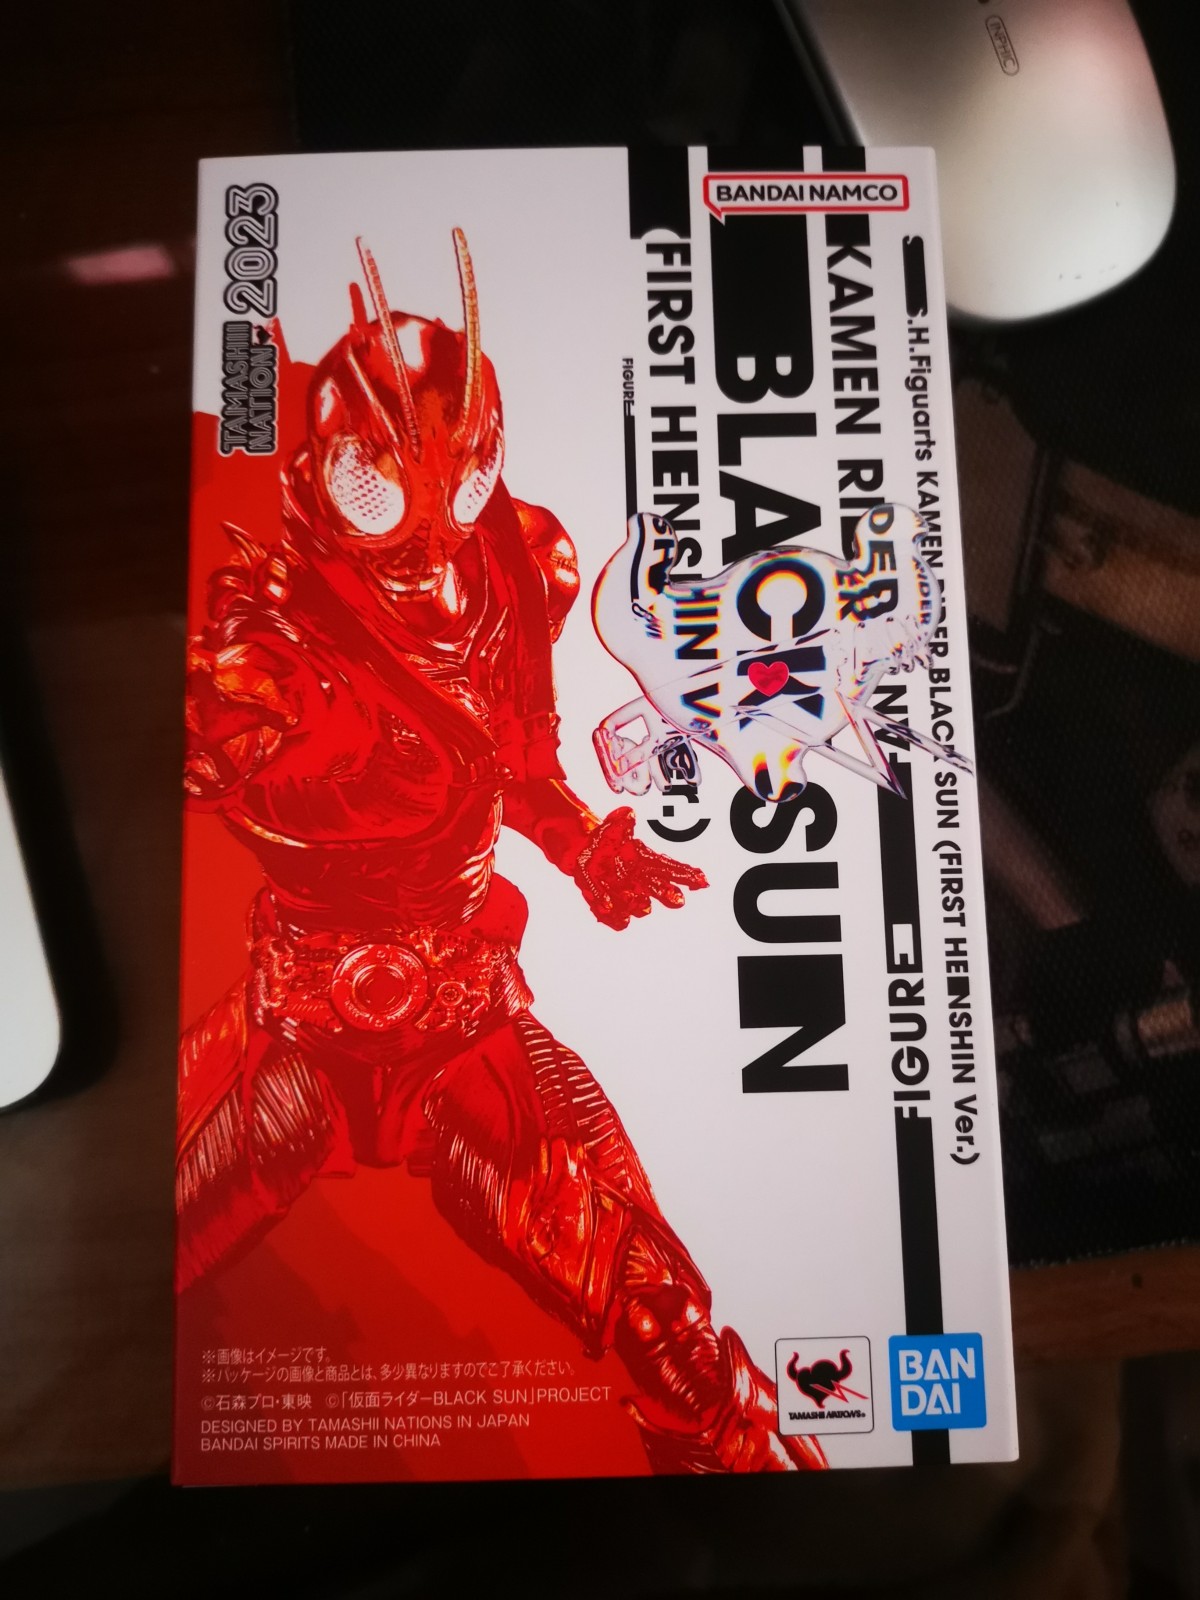 INPHIC
TAMASHII
NATION
2023
BANDAI NAMCO
S.H.Figuarts KAMEN RIDER BLACK SUN (FIRST HENSHIN Ver.)
KAMEN RIDER
BLACK SUN
(FIRST HENSHIN Ver.)
FIGURE
FIGURE
※画像はイメージです。
※パッケージの画像と商品とは、多少異なりますのでご了承ください。
©石森プロ・東映 ©「仮面ライダーBLACK SUN」PROJECT
DESIGNED BY TAMASHII NATIONS IN JAPAN
BANDAI SPIRITS MADE IN CHINA
TAMASHII NATIONS®
BAN
DAI